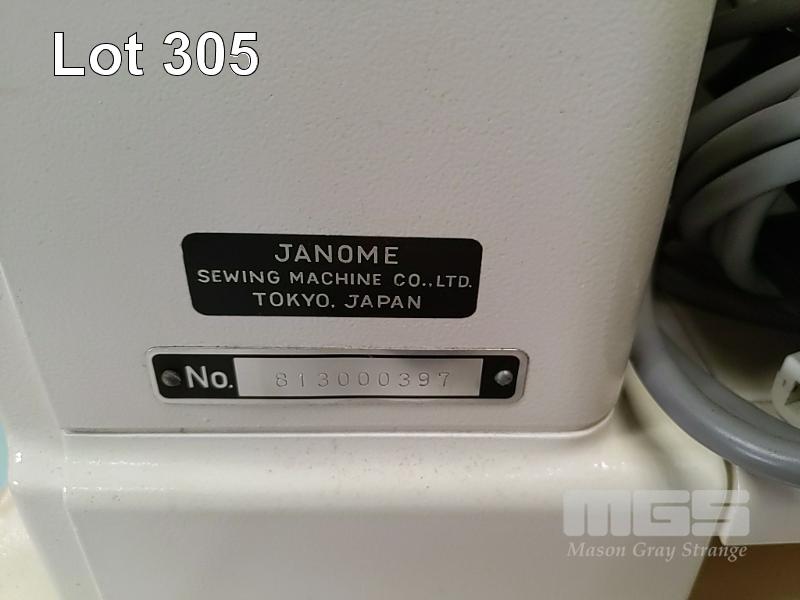 Lot 305
JANOME
SEWING MACHINE CO.,LTD.
TOKYO. JAPAN
No. 813000397
MGS
Mason Gray Strange